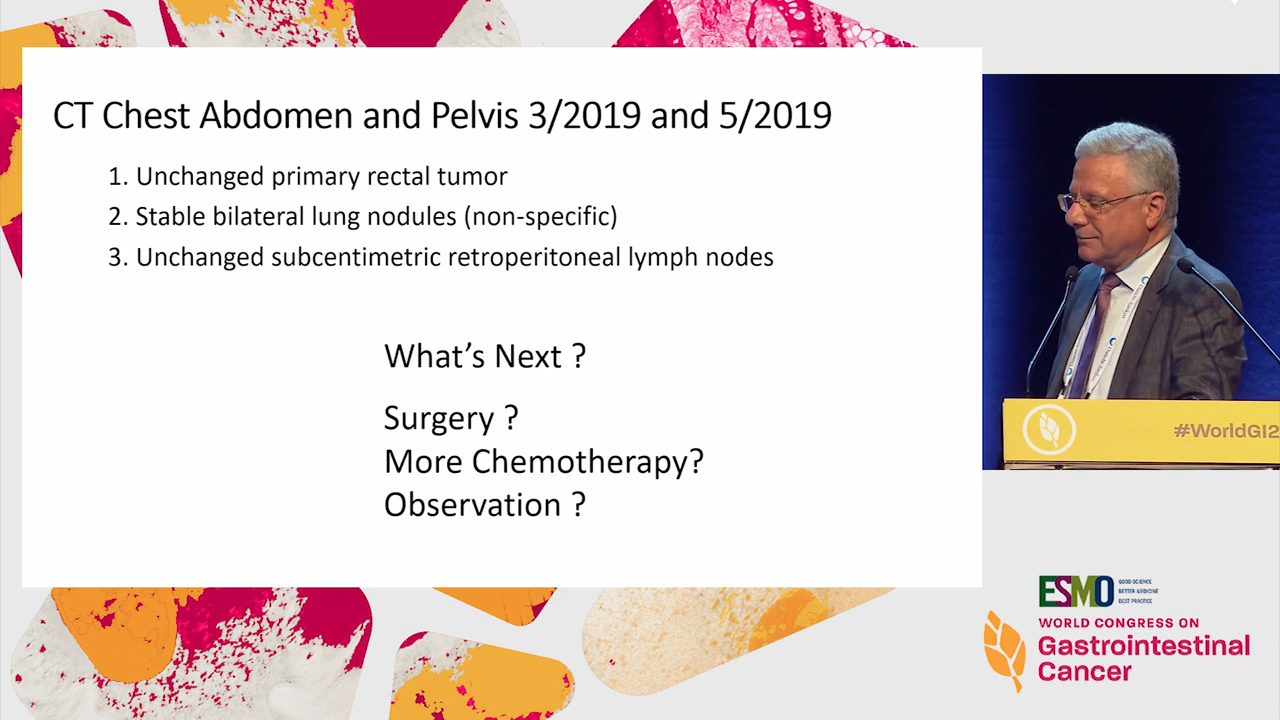 CT Chest Abdomen and Pelvis 3/2019 and 5/2019
1. Unchanged primary rectal tumor
2. Stable bilateral lung nodules (non-specific)
3. Unchanged subcentimetric retroperitoneal lymph nodes
What's Next ?
Surgery ?
More Chemotherapy?
Observation ?
#WorldGI2
ESMO
GOOD SCIENCE
BETTER MEDICINE
BEST PRACTICE
WORLD CONGRESS ON
Gastrointestinal
Cancer